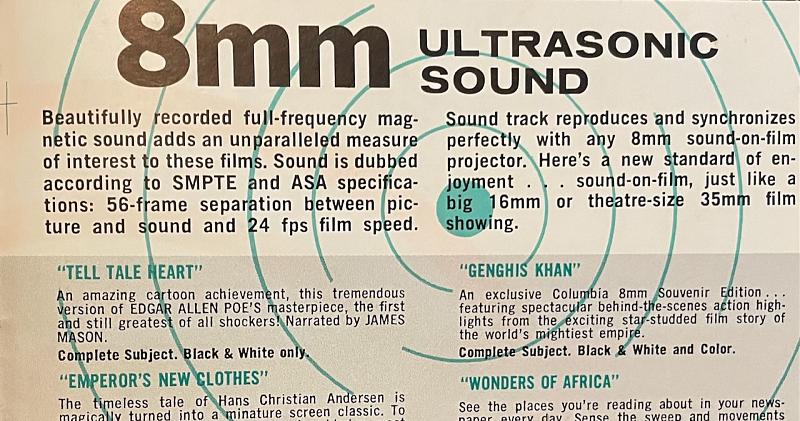 8mm ULTRASONIC
SOUND
Beautifully recorded full-frequency mag-
netic sound adds an unparalleled measure
of interest to these films. Sound is dubbed
according to SMPTE and ASA specifica-
tions: 56-frame separation between pic-
ture and sound and 24 fps film speed.
Sound track reproduces and synchronizes
perfectly with any 8mm sound-on-film
projector. Here's a new standard of en-
joyment . . . sound-on-film, just like a
big 16mm or theatre-size 35mm film
showing.
"TELL TALE HEART"
An amazing cartoon achievement, this tremendous
version of EDGAR ALLEN POE'S masterpiece, the first
and still greatest of all shockers! Narrated by JAMES
MASON.
Complete Subject. Black & White only.
"EMPEROR'S NEW CLOTHES"
The timeless tale of Hans Christian Andersen is
magically turned into a minature screen classic. To
"GENGHIS KHAN"
An exclusive Columbia 8mm Souvenir Edition . . .
featuring spectacular behind-the-scenes action high-
lights from the exciting star-studded film story of
the world's mightiest empire.
Complete Subject. Black & White and Color.
"WONDERS OF AFRICA"
See the places you're reading about in your news-
paper every day. Sense the sweep and movements